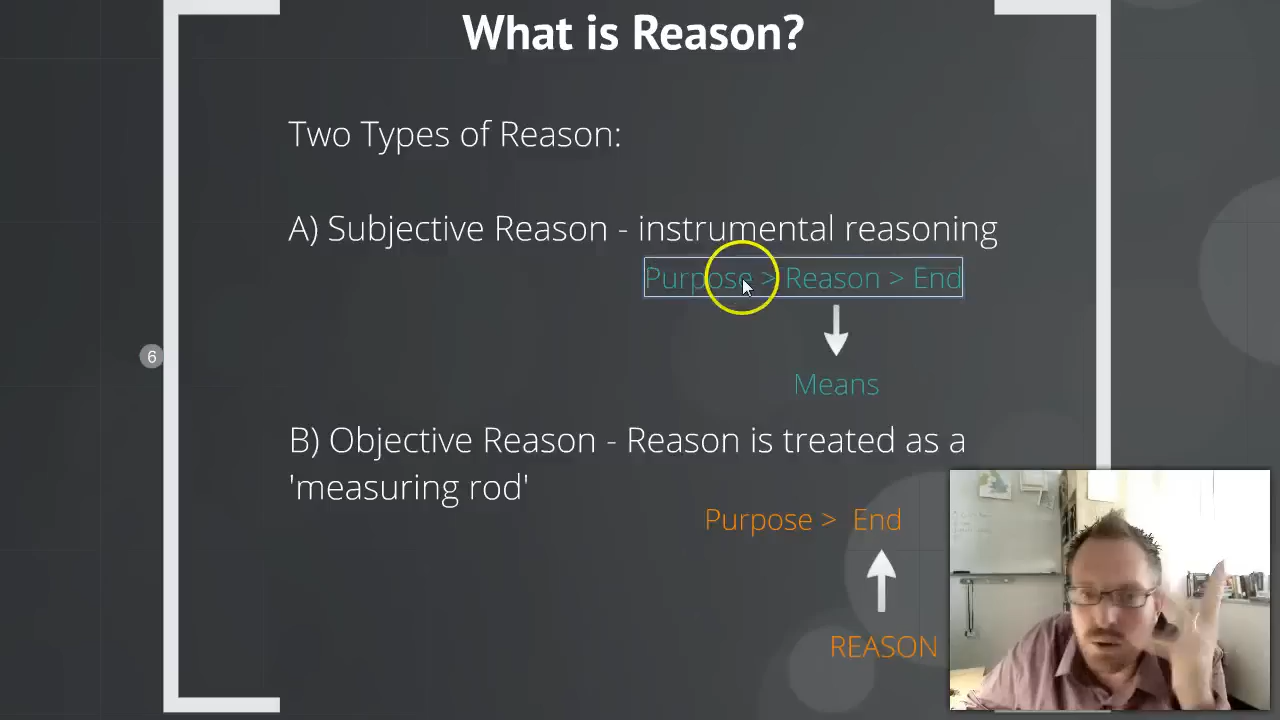 What is Reason?
Two Types of Reason:
A) Subjective Reason - instrumental reasoning
Purpose > Reason > End
Means
6
B) Objective Reason - Reason is treated as a
'measuring rod'
Purpose > End
REASON